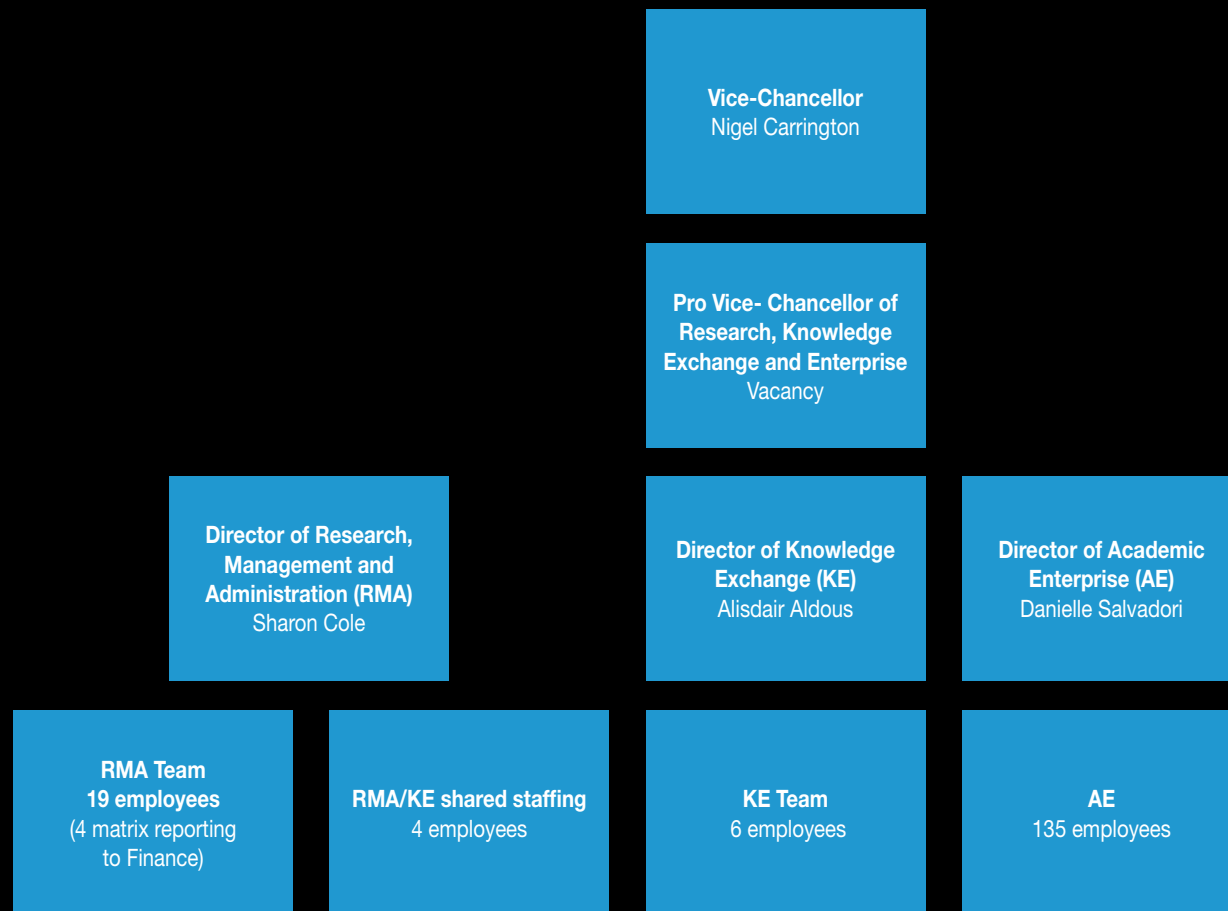 Vice-Chancellor
Nigel Carrington
Pro Vice- Chancellor of
Research, Knowledge
Exchange and Enterprise
Vacancy
Director of Research,
Management and
Administration (RMA)
Sharon Cole
Director of Knowledge
Exchange (KE)
Alisdair Aldous
Director of Academic
Enterprise (AE)
Danielle Salvadori
RMA Team
19 employees
(4 matrix reporting
to Finance)
RMA/KE shared staffing
4 employees
KE Team
6 employees
AE
135 employees